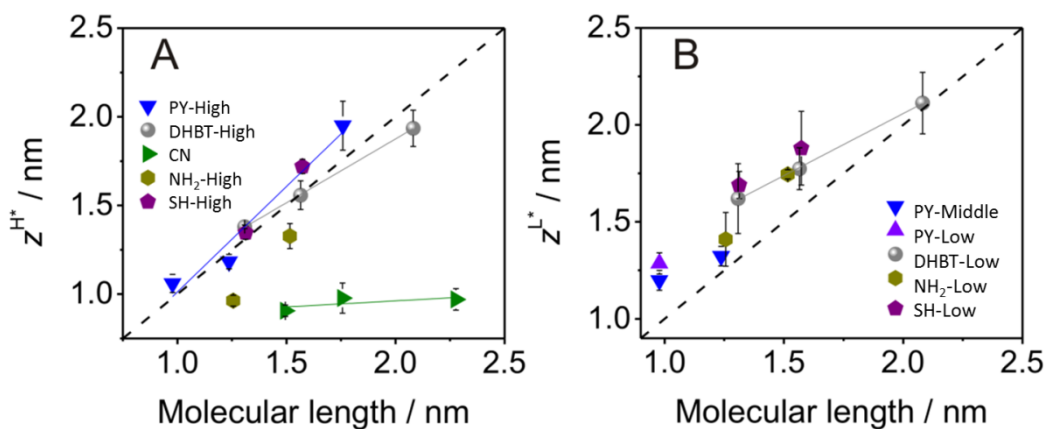 A
2.5
2.0
1.5
1.0
z^H* / nm
PY-High
DHBT-High
CN
NH₂-High
SH-High
1.0 1.5 2.0 2.5
Molecular length / nm
B
2.5
2.0
1.5
1.0
z^L* / nm
PY-Middle
PY-Low
DHBT-Low
NH₂-Low
SH-Low
1.0 1.5 2.0 2.5
Molecular length / nm